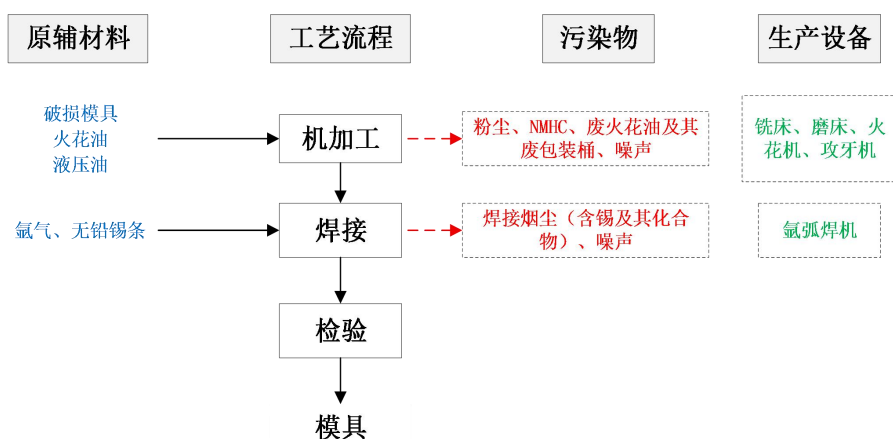 原辅材料
工艺流程
污染物
生产设备
破损模具
火花油
液压油
机加工
粉尘、NMHC、废火花油及其
废包装桶、噪声
铣床、磨床、火
花机、攻牙机
氩气、无铅锡条
焊接
焊接烟尘（含锡及其化合
物）、噪声
氩弧焊机
检验
模具